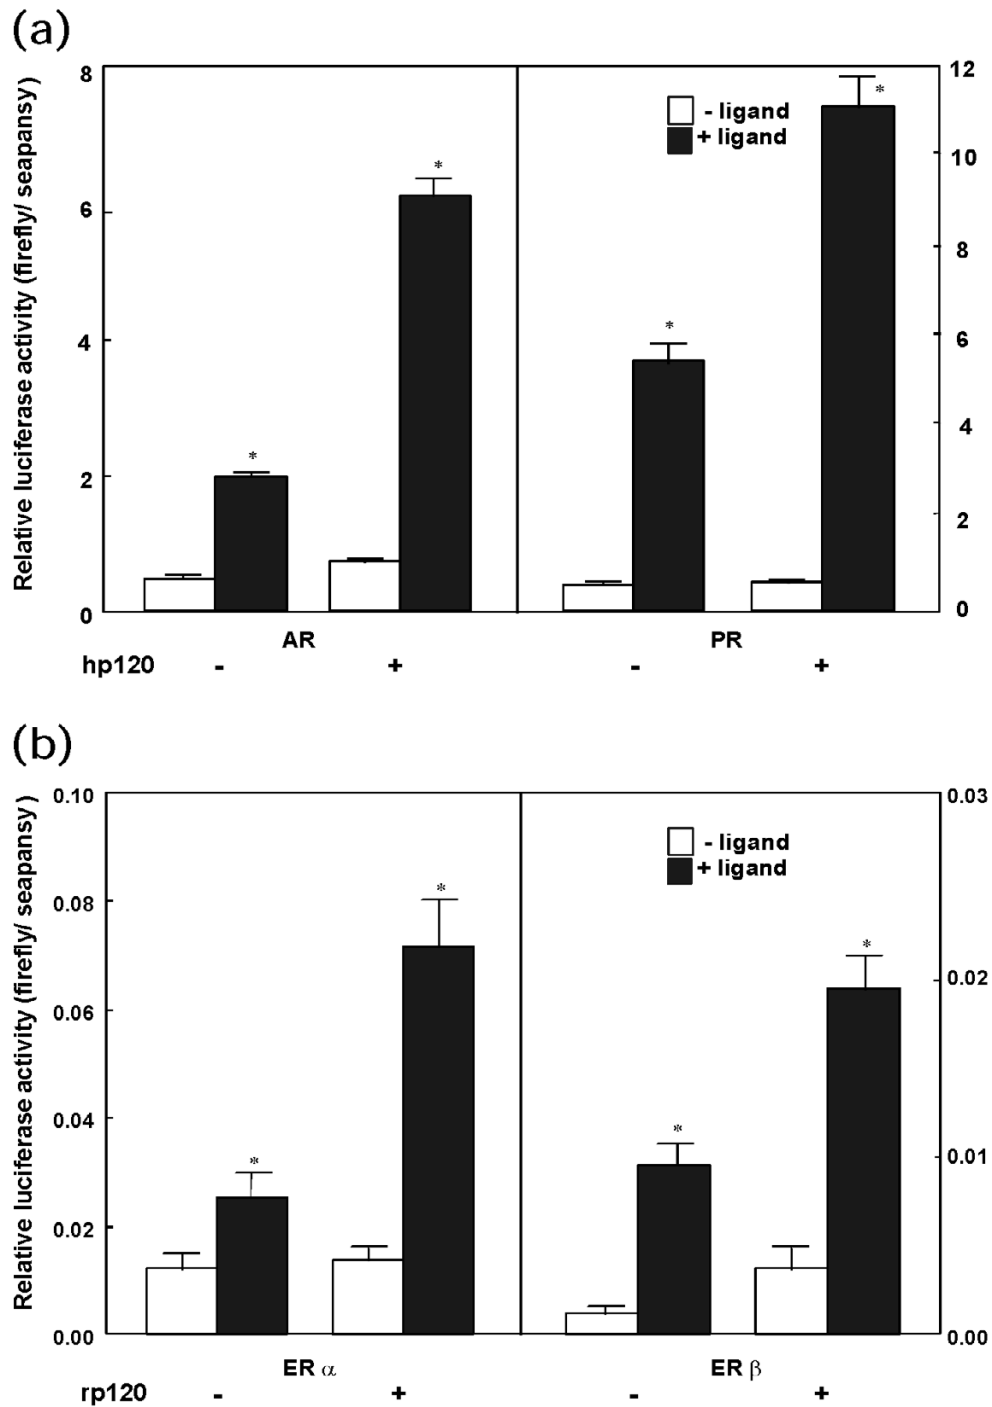 (a)
Relative luciferase activity (firefly/ seapansy)
8
6
4
2
0
12
10
8
6
4
2
0
- ligand
+ ligand
*
*
*
*
AR
PR
hp120 - + - +
(b)
Relative luciferase activity (firefly/ seapansy)
0.10
0.08
0.06
0.04
0.02
0.00
0.03
0.02
0.01
0.00
- ligand
+ ligand
*
*
*
*
ER α
ER β
rp120 - + - +